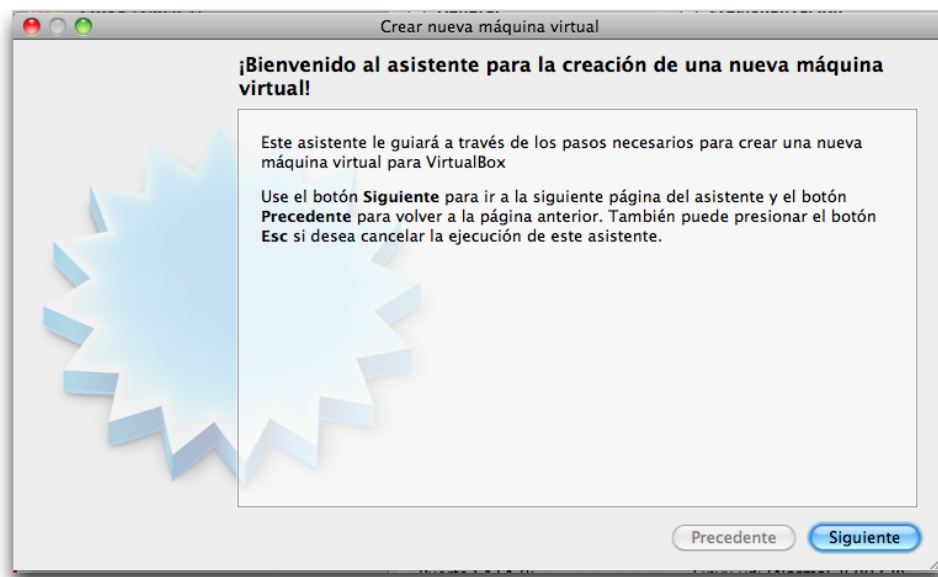 Crear nueva máquina virtual
¡Bienvenido al asistente para la creación de una nueva máquina
virtual!
Este asistente le guiará a través de los pasos necesarios para crear una nueva
máquina virtual para VirtualBox
Use el botón Siguiente para ir a la siguiente página del asistente y el botón
Precedente para volver a la página anterior. También puede presionar el botón
Esc si desea cancelar la ejecución de este asistente.
Precedente
Siguiente